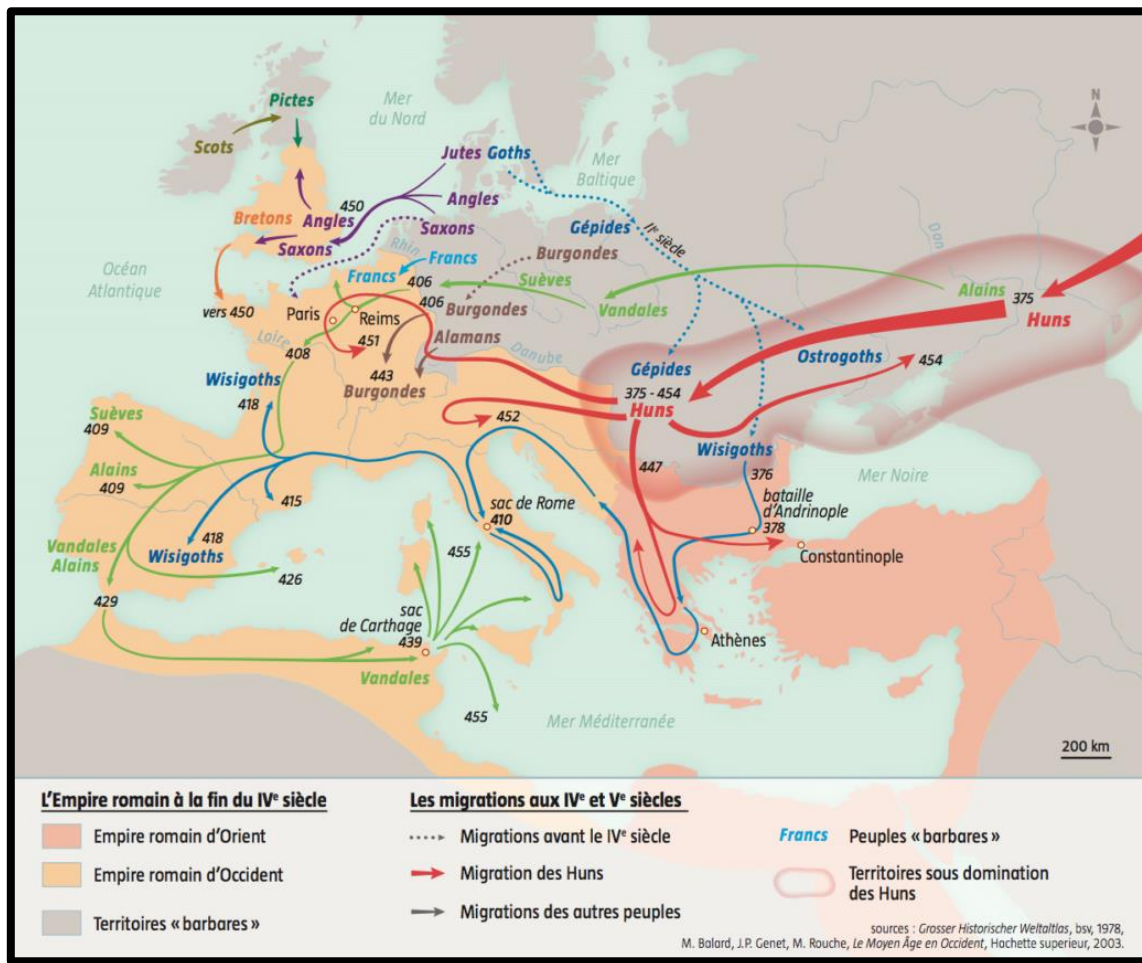 Pictes
Scots
Mer
du Nord
N
Jutes Goths
Mer
Baltique
Bretons
Angles
450
Saxons
Angles
Saxons
Gépides
IIe siècle
Don
Océan
Atlantique
Rhin
Francs
Francs
Burgondes
Suèves
406
Vandales
Alains
375
Huns
vers 450
Paris
Reims
406
Burgondes
Alamans
Loire
408
451
443
Burgondes
Danube
Ostrogoths
454
Gépides
375 - 454
Huns
Wisigoths
418
452
Suèves
409
Alains
409
415
447
Wisigoths
376
Mer Noire
bataille
d'Andrinople
378
Constantinople
sac de Rome
410
418
Wisigoths
Vandales
Alains
426
455
429
sac
de Carthage
439
Athènes
Vandales
455
Mer Méditerranée
200 km
L'Empire romain à la fin du IVe siècle
Empire romain d'Orient
Empire romain d'Occident
Territoires « barbares »
Les migrations aux IVe et Ve siècles
Migrations avant le IVe siècle
Migration des Huns
Migrations des autres peuples
Francs Peuples « barbares »
Territoires sous domination
des Huns
sources : Grosser Historischer Weltaltlas, bsv, 1978,
M. Balard, J.P. Genet, M. Rouche, Le Moyen Âge en Occident, Hachette superieur, 2003.